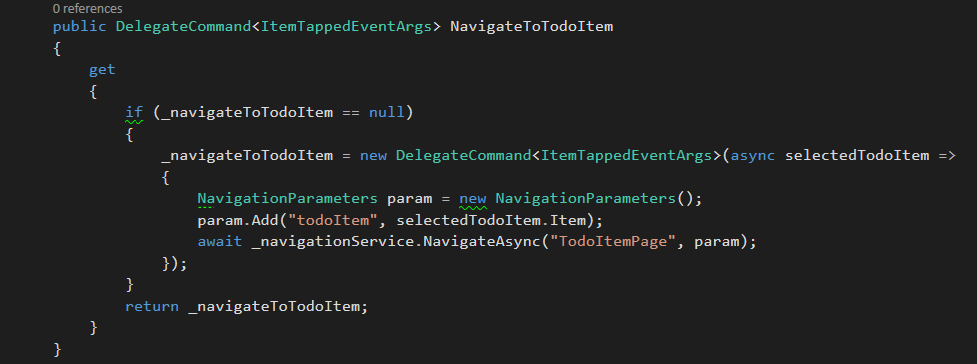 0 references
public DelegateCommand<ItemTappedEventArgs> NavigateToTodoItem
{
    get
    {
        if (_navigateToTodoItem == null)
        {
            _navigateToTodoItem = new DelegateCommand<ItemTappedEventArgs>(async selectedTodoItem =>
            {
                NavigationParameters param = new NavigationParameters();
                param.Add("todoItem", selectedTodoItem.Item);
                await _navigationService.NavigateAsync("TodoItemPage", param);
            });
        }
        return _navigateToTodoItem;
    }
}